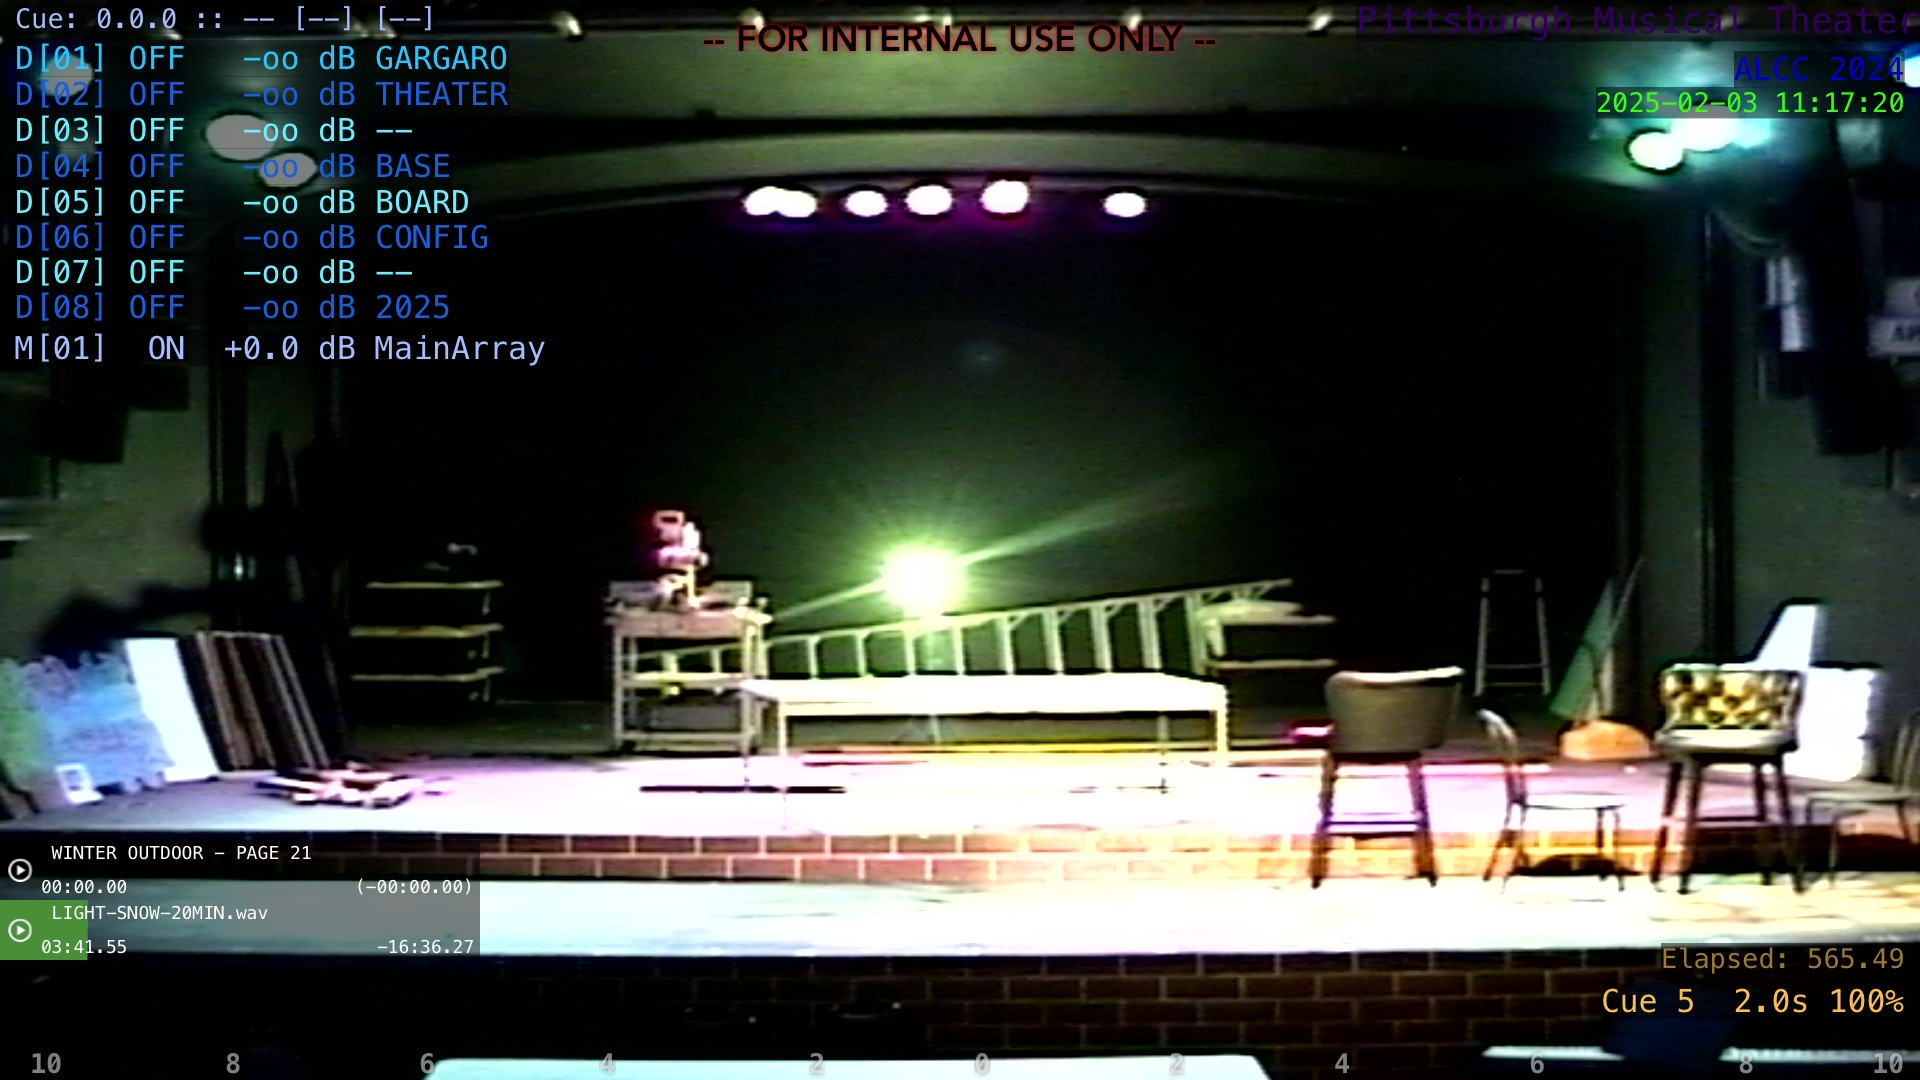 Cue: 0.0.0 :: -- [--] [--]
-- FOR INTERNAL USE ONLY --
Pittsburgh Musical Theater
ALCC 2024
2025-02-03 11:17:20
D[01] OFF -oo dB GARGARO
D[02] OFF -oo dB THEATER
D[03] OFF -oo dB --
D[04] OFF -oo dB BASE
D[05] OFF -oo dB BOARD
D[06] OFF -oo dB CONFIG
D[07] OFF -oo dB --
D[08] OFF -oo dB 2025
M[01] ON +0.0 dB MainArray
WINTER OUTDOOR - PAGE 21
00:00.00 (-00:00.00)
LIGHT-SNOW-20MIN.wav
03:41.55 -16:36.27
Elapsed: 565.49
Cue 5 2.0s 100%
10 8 6 4 2 0 2 4 6 8 10